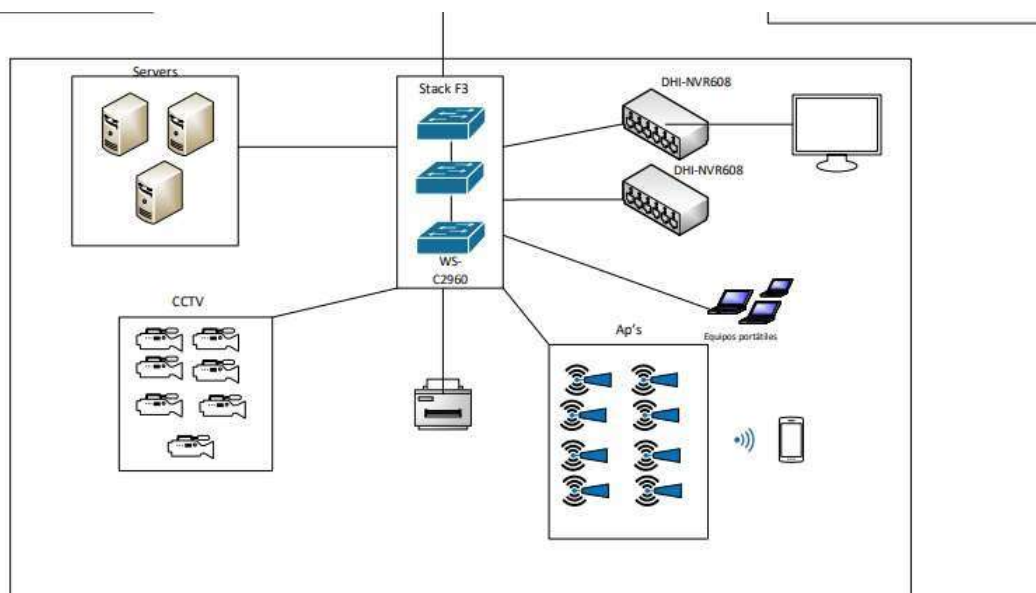 Servers
Stack F3
DHI-NVR608
DHI-NVR608
WS-
C2960
CCTV
Ap's
Equipos portátiles